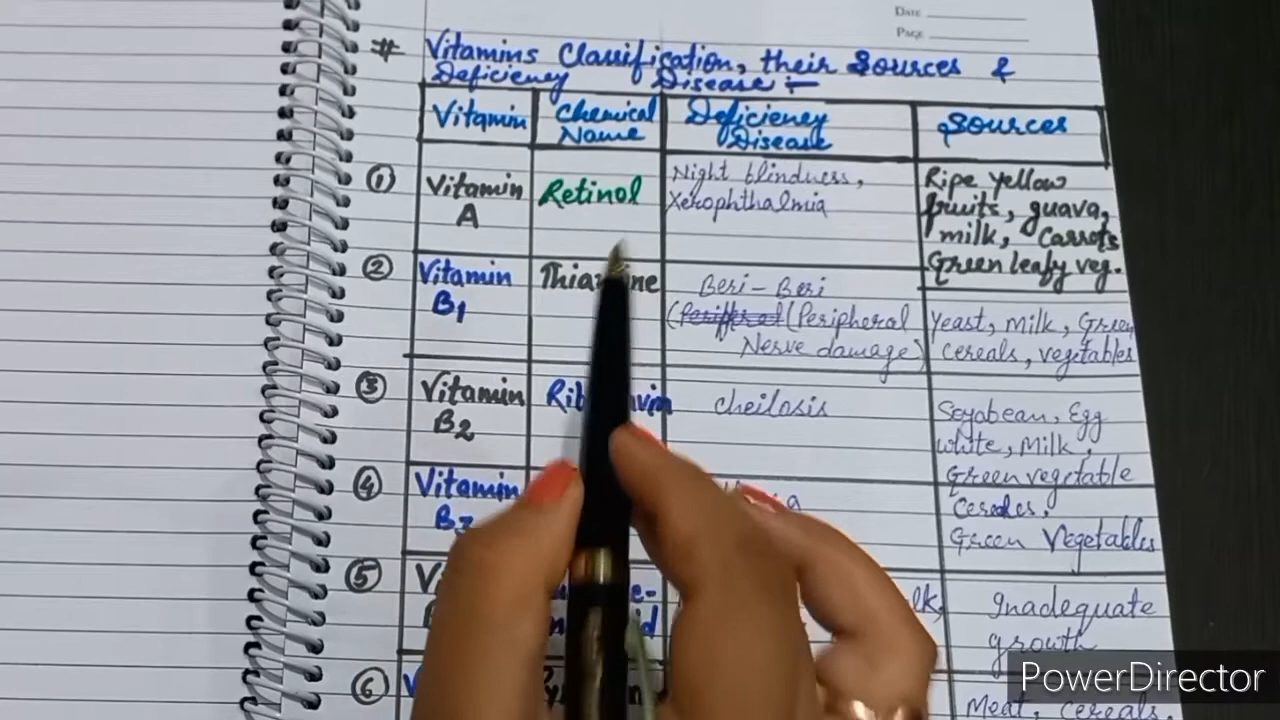 DATE
PAGE
# Vitamins Classification, their Sources &
Deficiency Disease :-
Vitamin
Chemical
Name
Deficiency
Disease
Sources
①
Vitamin
A
Retinol
Night blindness,
Xerophthalmia
Ripe yellow
fruits, guava,
milk, Carrots
Green leafy veg.
②
Vitamin
B1
Beri - Beri
(Peripheral
Nerve damage)
Yeast, Milk, Green
cereals, vegetables
③
Vitamin
B2
cheilosis
Soyabean, Egg
white, Milk,
Green vegetable
④
Vitamin
B3
Cereales,
Green Vegetables
⑤
Inadequate
growth
⑥
Meat, Cereals,
PowerDirector